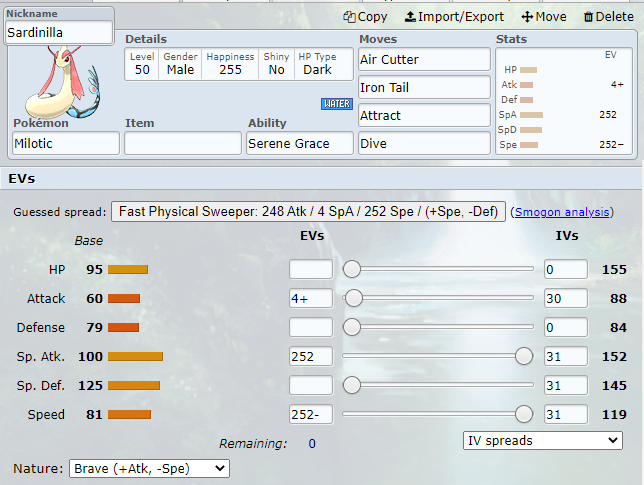 Nickname
Sardinilla
Copy Import/Export Move Delete
Details
Level Gender Happiness Shiny HP Type
50 Male 255 No Dark
WATER
Pokémon
Milotic
Item
Ability
Serene Grace
Moves
Air Cutter
Iron Tail
Attract
Dive
Stats
EV
HP
Atk 4+
Def
SpA 252
SpD
Spe 252−
EVs
Guessed spread: Fast Physical Sweeper: 248 Atk / 4 SpA / 252 Spe / (+Spe, -Def) (Smogon analysis)
Base EVs IVs
HP 95 0 155
Attack 60 4+ 30 88
Defense 79 0 84
Sp. Atk. 100 252 31 152
Sp. Def. 125 31 145
Speed 81 252- 31 119
Remaining: 0
IV spreads
Nature: Brave (+Atk, -Spe)